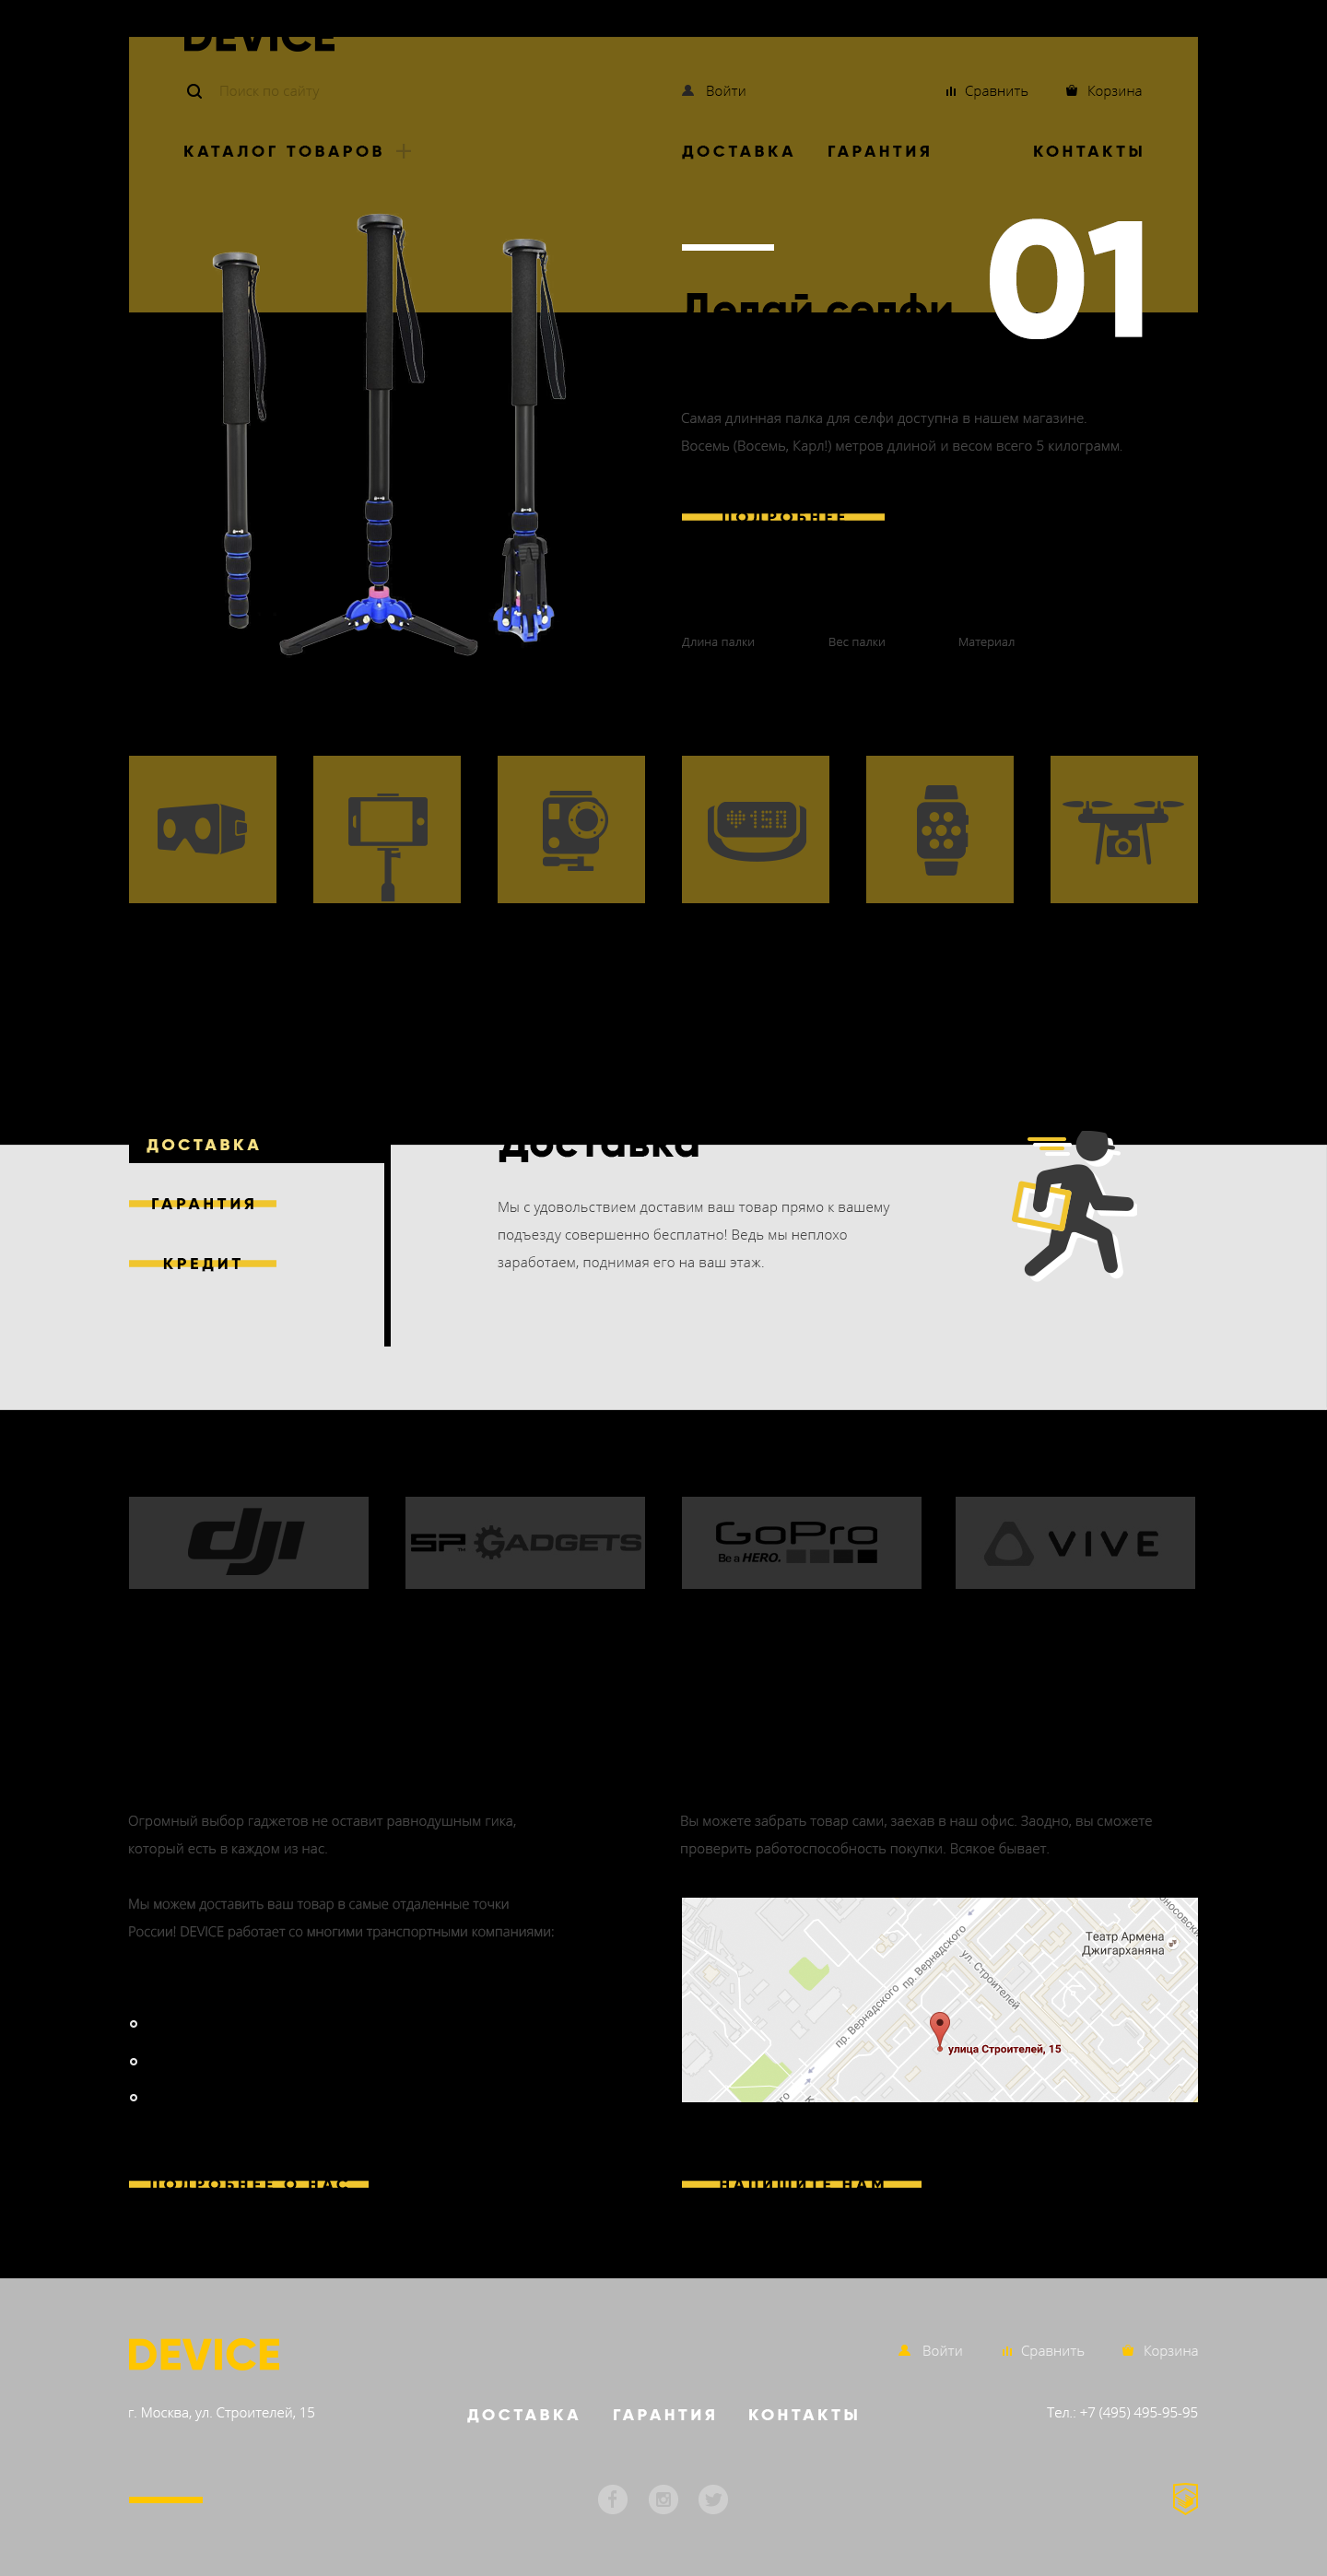 DEVICE
Поиск по сайту
Войти
Сравнить
Корзина
КАТАЛОГ ТОВАРОВ
ДОСТАВКА
ГАРАНТИЯ
КОНТАКТЫ
01
Делай селфи
Самая длинная палка для селфи доступна в нашем магазине.
Восемь (Восемь, Карл!) метров длиной и весом всего 5 килограмм.
ПОДРОБНЕЕ
Длина палки
Вес палки
Материал
150
ДОСТАВКА
Доставка
ГАРАНТИЯ
КРЕДИТ
Мы с удовольствием доставим ваш товар прямо к вашему
подъезду совершенно бесплатно! Ведь мы неплохо
заработаем, поднимая его на ваш этаж.
dji
SP GADGETS
GoPro
Be a HERO.
VIVE
Огромный выбор гаджетов не оставит равнодушным гика,
который есть в каждом из нас.
Мы можем доставить ваш товар в самые отдаленные точки
России! DEVICE работает со многими транспортными компаниями:
Вы можете забрать товар сами, заехав в наш офис. Заодно, вы сможете
проверить работоспособность покупки. Всякое бывает.
Театр Армена
Джигарханяна
пр. Вернадского
ул. Строителей
пр. Вернадского
улица Строителей, 15
ПОДРОБНЕЕ О НАС
НАПИШИТЕ НАМ
DEVICE
Войти
Сравнить
Корзина
г. Москва, ул. Строителей, 15
ДОСТАВКА
ГАРАНТИЯ
КОНТАКТЫ
Тел.: +7 (495) 495-95-95